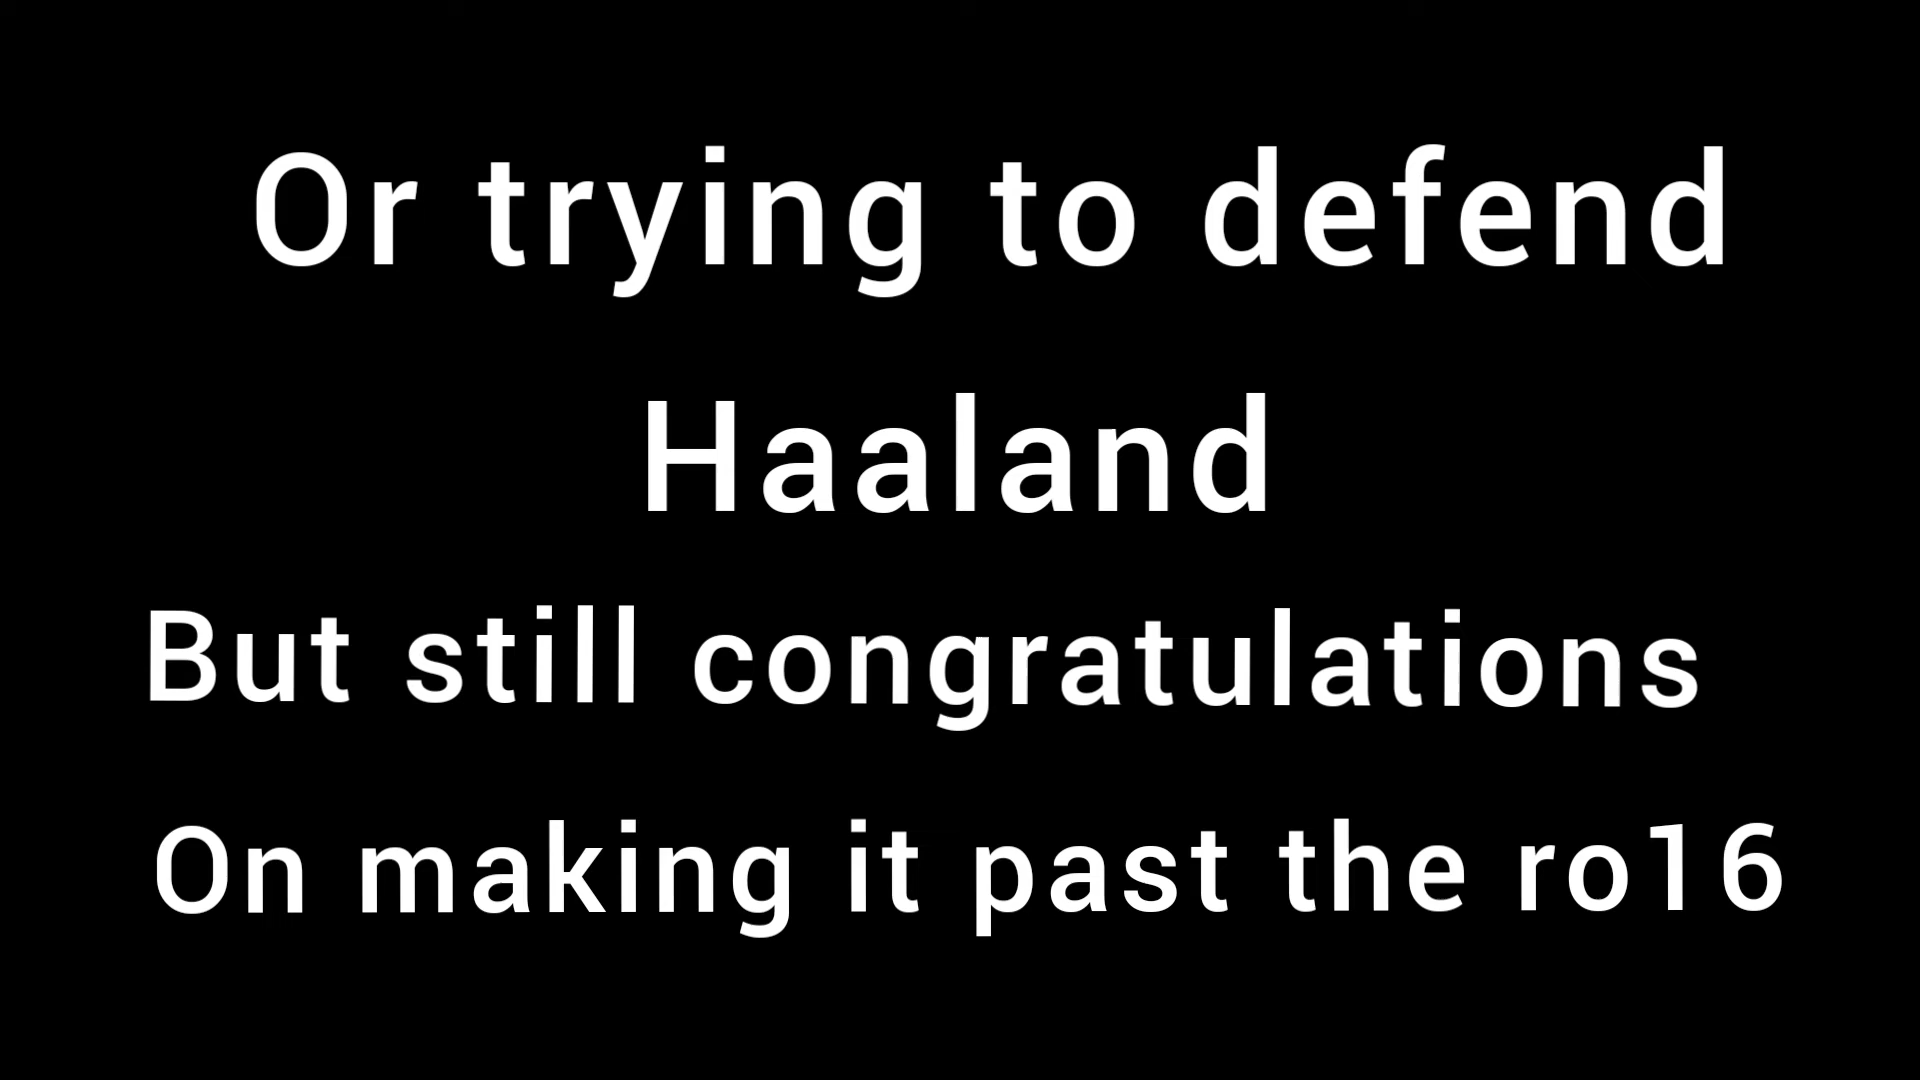 Or trying to defend
Haaland
But still congratulations
On making it past the ro16